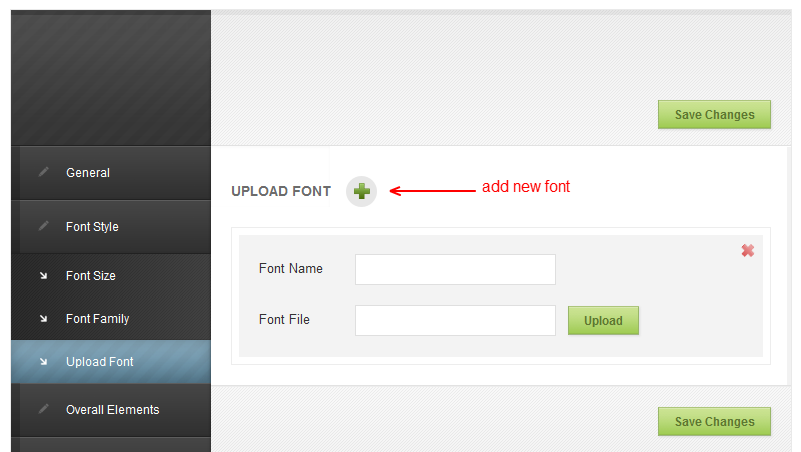 Save Changes
General
UPLOAD FONT
add new font
Font Style
Font Name
Font Size
Font File
Upload
Font Family
Upload Font
Overall Elements
Save Changes